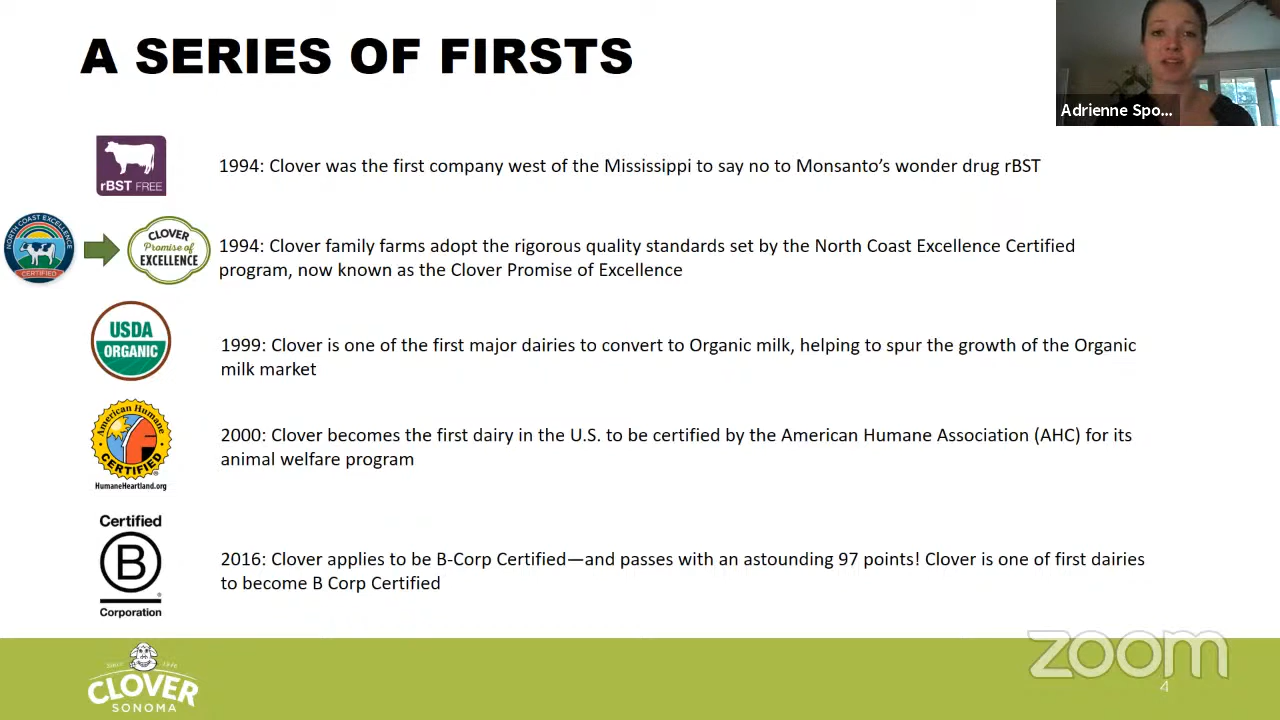 A SERIES OF FIRSTS
Adrienne Spo...
rBST FREE
1994: Clover was the first company west of the Mississippi to say no to Monsanto’s wonder drug rBST
NORTH COAST EXCELLENCE
CERTIFIED
CLOVER
Promise of
EXCELLENCE
1994: Clover family farms adopt the rigorous quality standards set by the North Coast Excellence Certified
program, now known as the Clover Promise of Excellence
USDA
ORGANIC
1999: Clover is one of the first major dairies to convert to Organic milk, helping to spur the growth of the Organic
milk market
American Humane
CERTIFIED
HumaneHeartland.org
2000: Clover becomes the first dairy in the U.S. to be certified by the American Humane Association (AHC) for its
animal welfare program
Certified
B
®
Corporation
2016: Clover applies to be B-Corp Certified—and passes with an astounding 97 points! Clover is one of first dairies
to become B Corp Certified
SINCE 1916
CLOVER
SONOMA
zoom
4